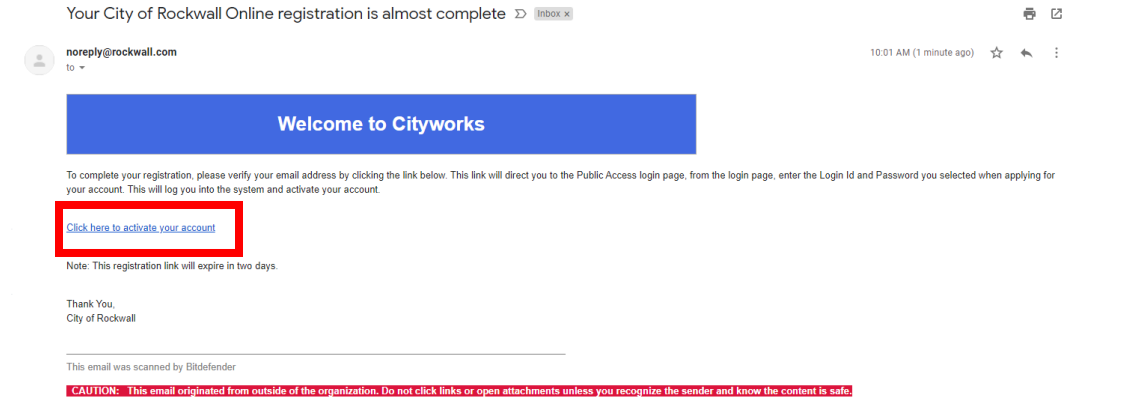 Your City of Rockwall Online registration is almost complete Inbox x
noreply@rockwall.com 10:01 AM (1 minute ago)
to
Welcome to Cityworks
To complete your registration, please verify your email address by clicking the link below. This link will direct you to the Public Access login page, from the login page, enter the Login Id and Password you selected when applying for
your account. This will log you into the system and activate your account.
Click here to activate your account
Note: This registration link will expire in two days.
Thank You,
City of Rockwall
This email was scanned by Bitdefender
CAUTION: This email originated from outside of the organization. Do not click links or open attachments unless you recognize the sender and know the content is safe.